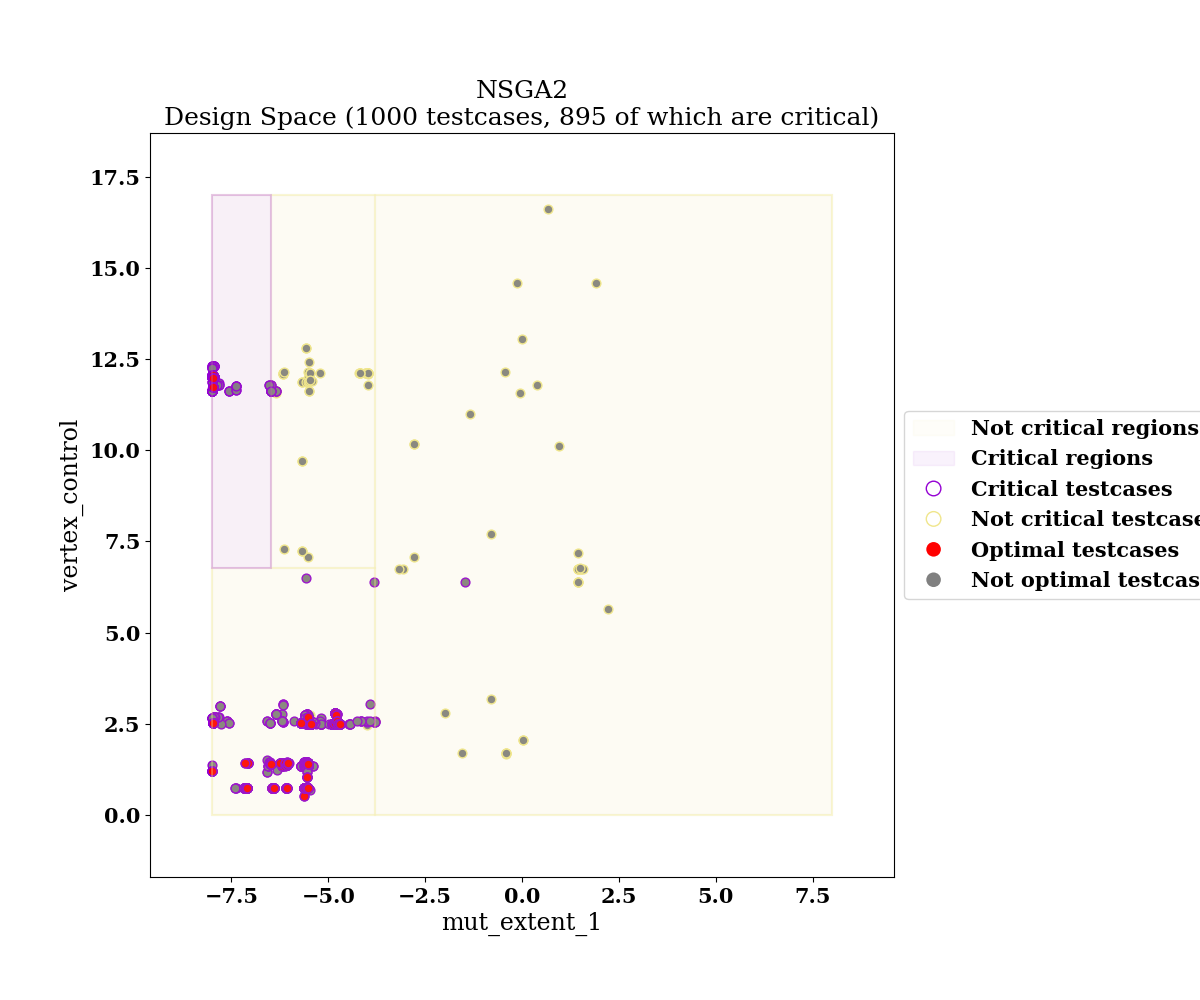 NSGA2
Design Space (1000 testcases, 895 of which are critical)
17.5
15.0
12.5
10.0
7.5
5.0
2.5
0.0
vertex_control
−7.5
−5.0
−2.5
0.0
2.5
5.0
7.5
mut_extent_1
Not critical regions
Critical regions
Critical testcases
Not critical testcase
Optimal testcases
Not optimal testcas